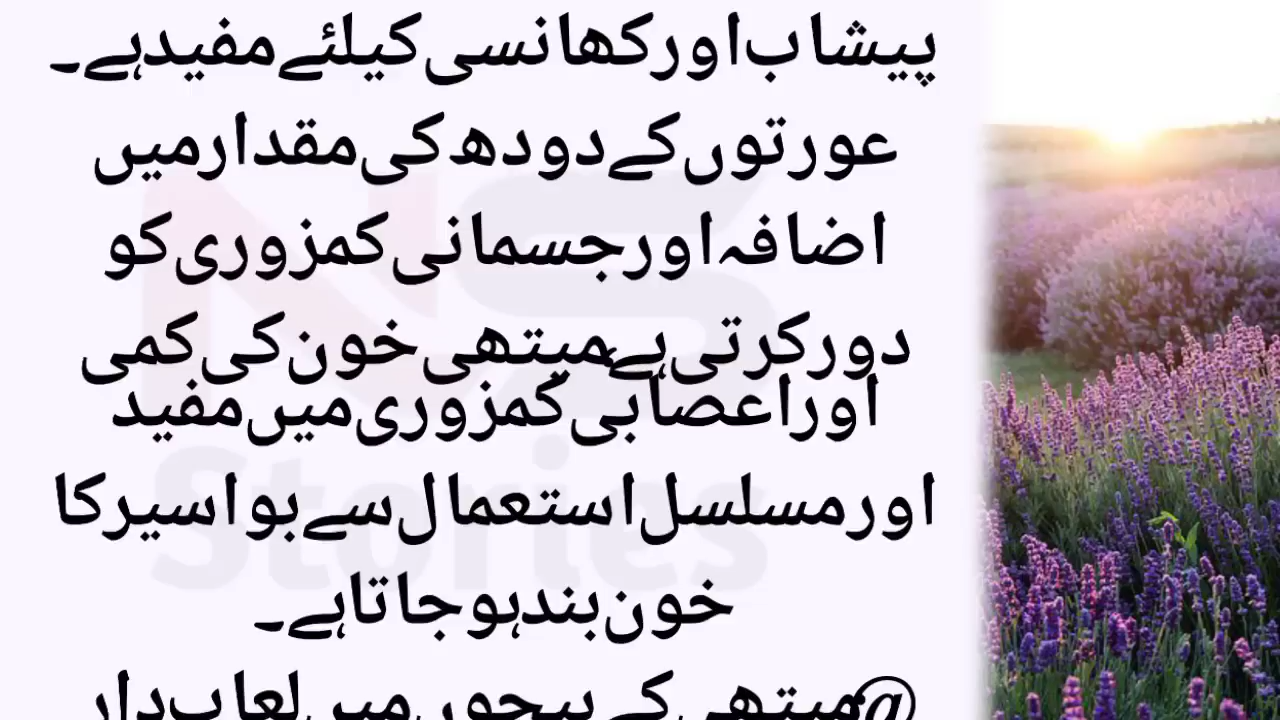 پیشاب اور کھانسی کیلئے مفید ہے۔
عورتوں کے دودھ کی مقدار میں
اضافہ اور جسمانی کمزوری کو
دور کرتی ہے میتھی خون کی کمی
اور اعصابی کمزوری میں مفید
اور مسلسل استعمال سے بواسیر کا
خون بند ہو جاتا ہے۔
@میتھی کے بیجوں میں لعاب دار
NS
Stories